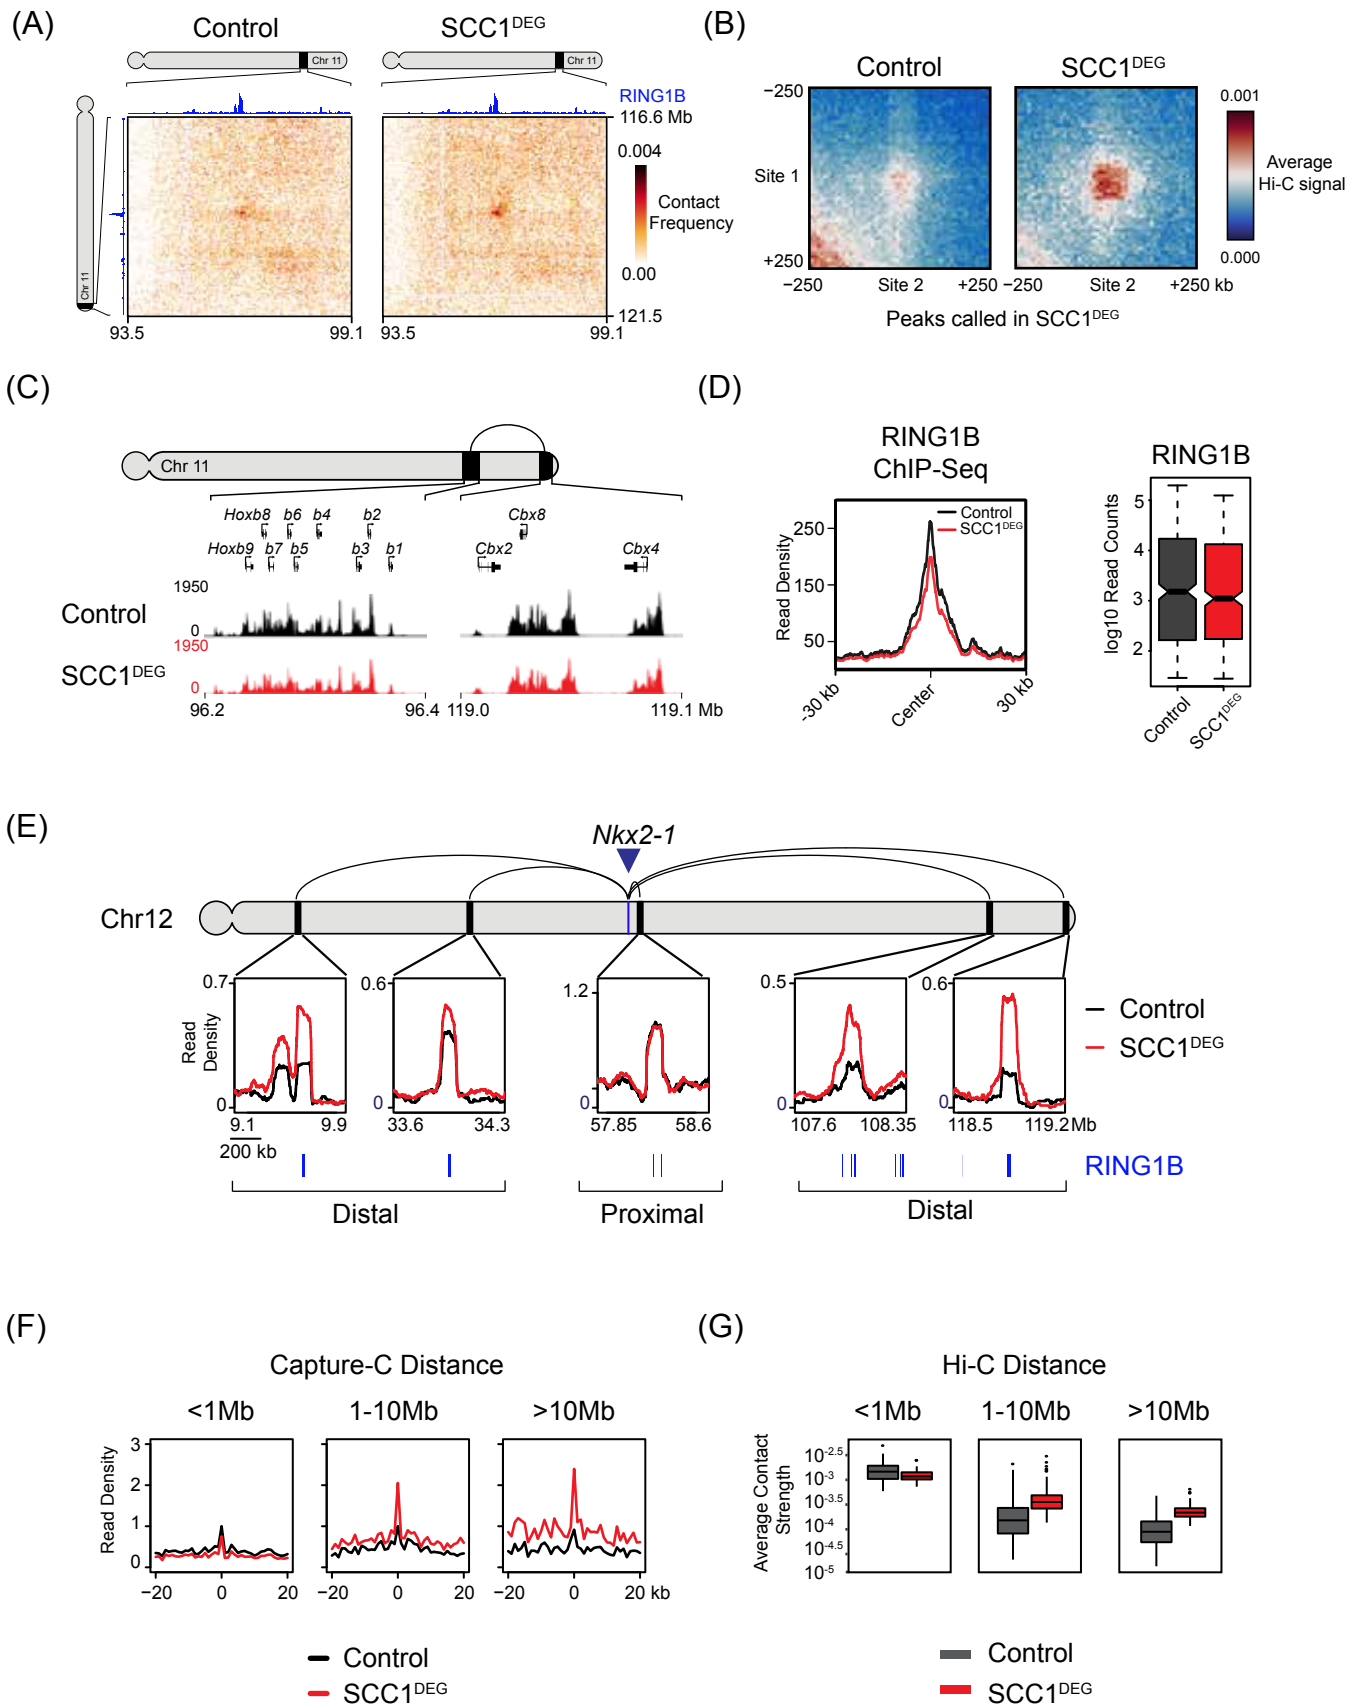 (A)
Control
SCC1DEG
Chr 11
Chr 11
RING1B
116.6 Mb
0.004
Contact
Frequency
0.00
Chr 11
121.5
93.5
99.1
93.5
99.1
(B)
Control
SCC1DEG
−250
Site 1
+250
−250
Site 2
+250
−250
Site 2
+250 kb
0.001
Average
Hi-C signal
0.000
Peaks called in SCC1DEG
(C)
Chr 11
Hoxb8
b6
b4
b2
Cbx8
Hoxb9
b7
b5
b3
b1
Cbx2
Cbx4
1950
Control
0
1950
SCC1DEG
0
96.2
96.4
119.0
119.1 Mb
(D)
RING1B
ChIP-Seq
Control
SCC1DEG
250
150
50
Read Density
-30 kb
Center
30 kb
RING1B
5
4
3
2
log10 Read Counts
Control
SCC1DEG
(E)
Nkx2-1
Chr12
0.7
0.6
1.2
0.5
0.6
Read
Density
0
0
0
0
0
Control
SCC1DEG
9.1
9.9
33.6
34.3
57.85
58.6
107.6
108.35
118.5
119.2Mb
200 kb
RING1B
Distal
Proximal
Distal
(F)
Capture-C Distance
<1Mb
1-10Mb
>10Mb
3
2
1
0
Read Density
−20
0
20
−20
0
20
−20
0
20 kb
Control
SCC1DEG
(G)
Hi-C Distance
<1Mb
1-10Mb
>10Mb
Average Contact
Strength
10-2.5
10-3
10-3.5
10-4
10-4.5
10-5
Control
SCC1DEG